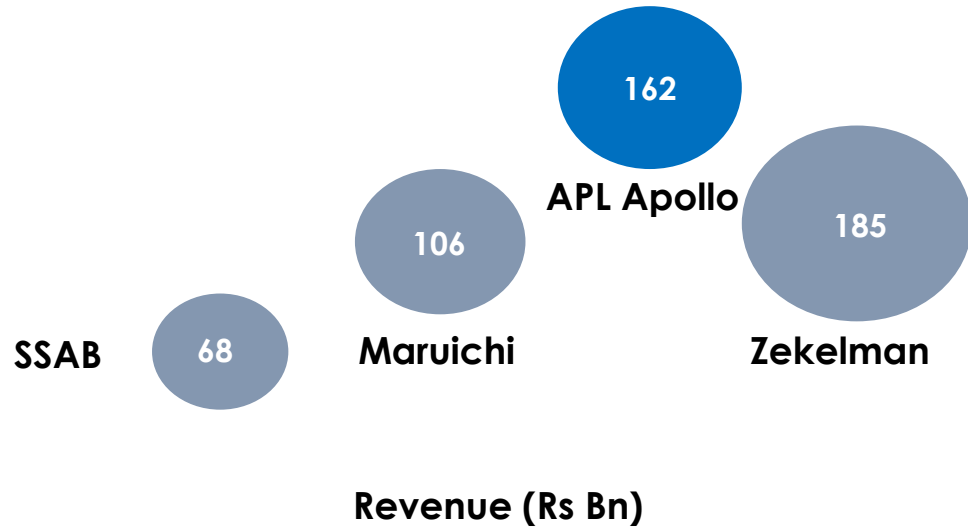 162
APL Apollo
185
106
Zekelman
Maruichi
68
SSAB
Revenue (Rs Bn)